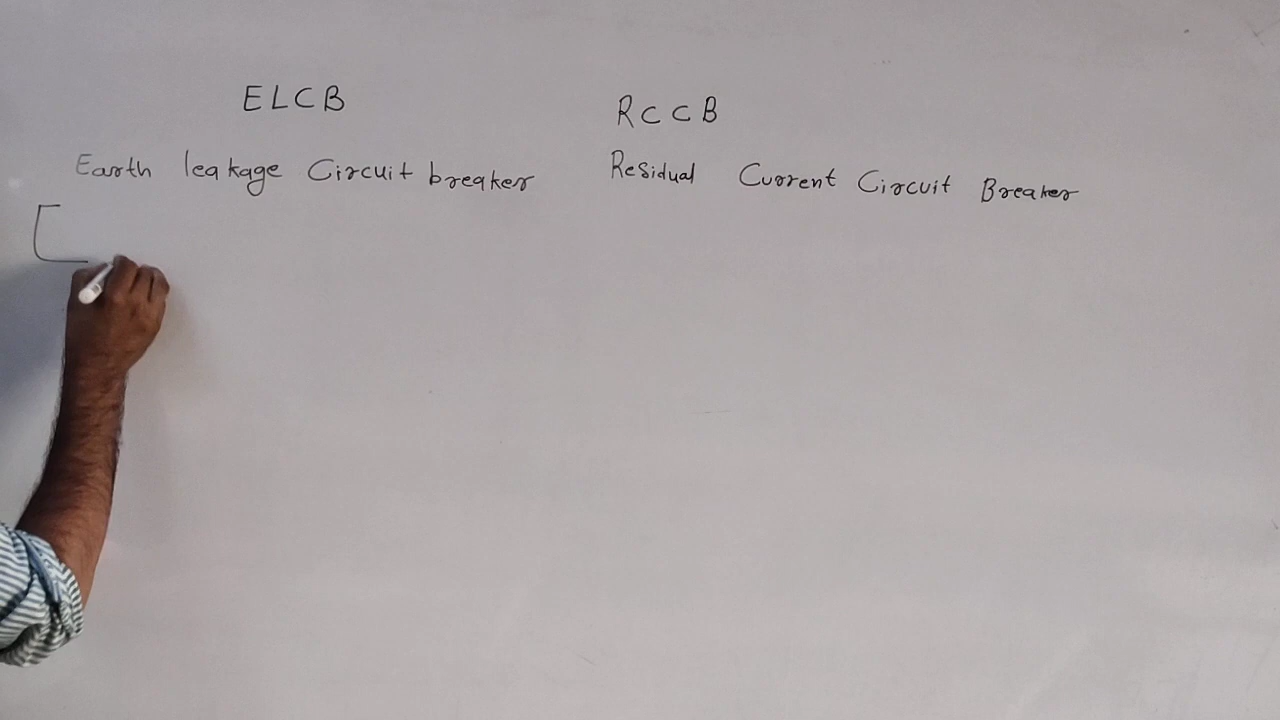 ELCB
Earth leakage Circuit breaker
RCCB
Residual Current Circuit Breaker